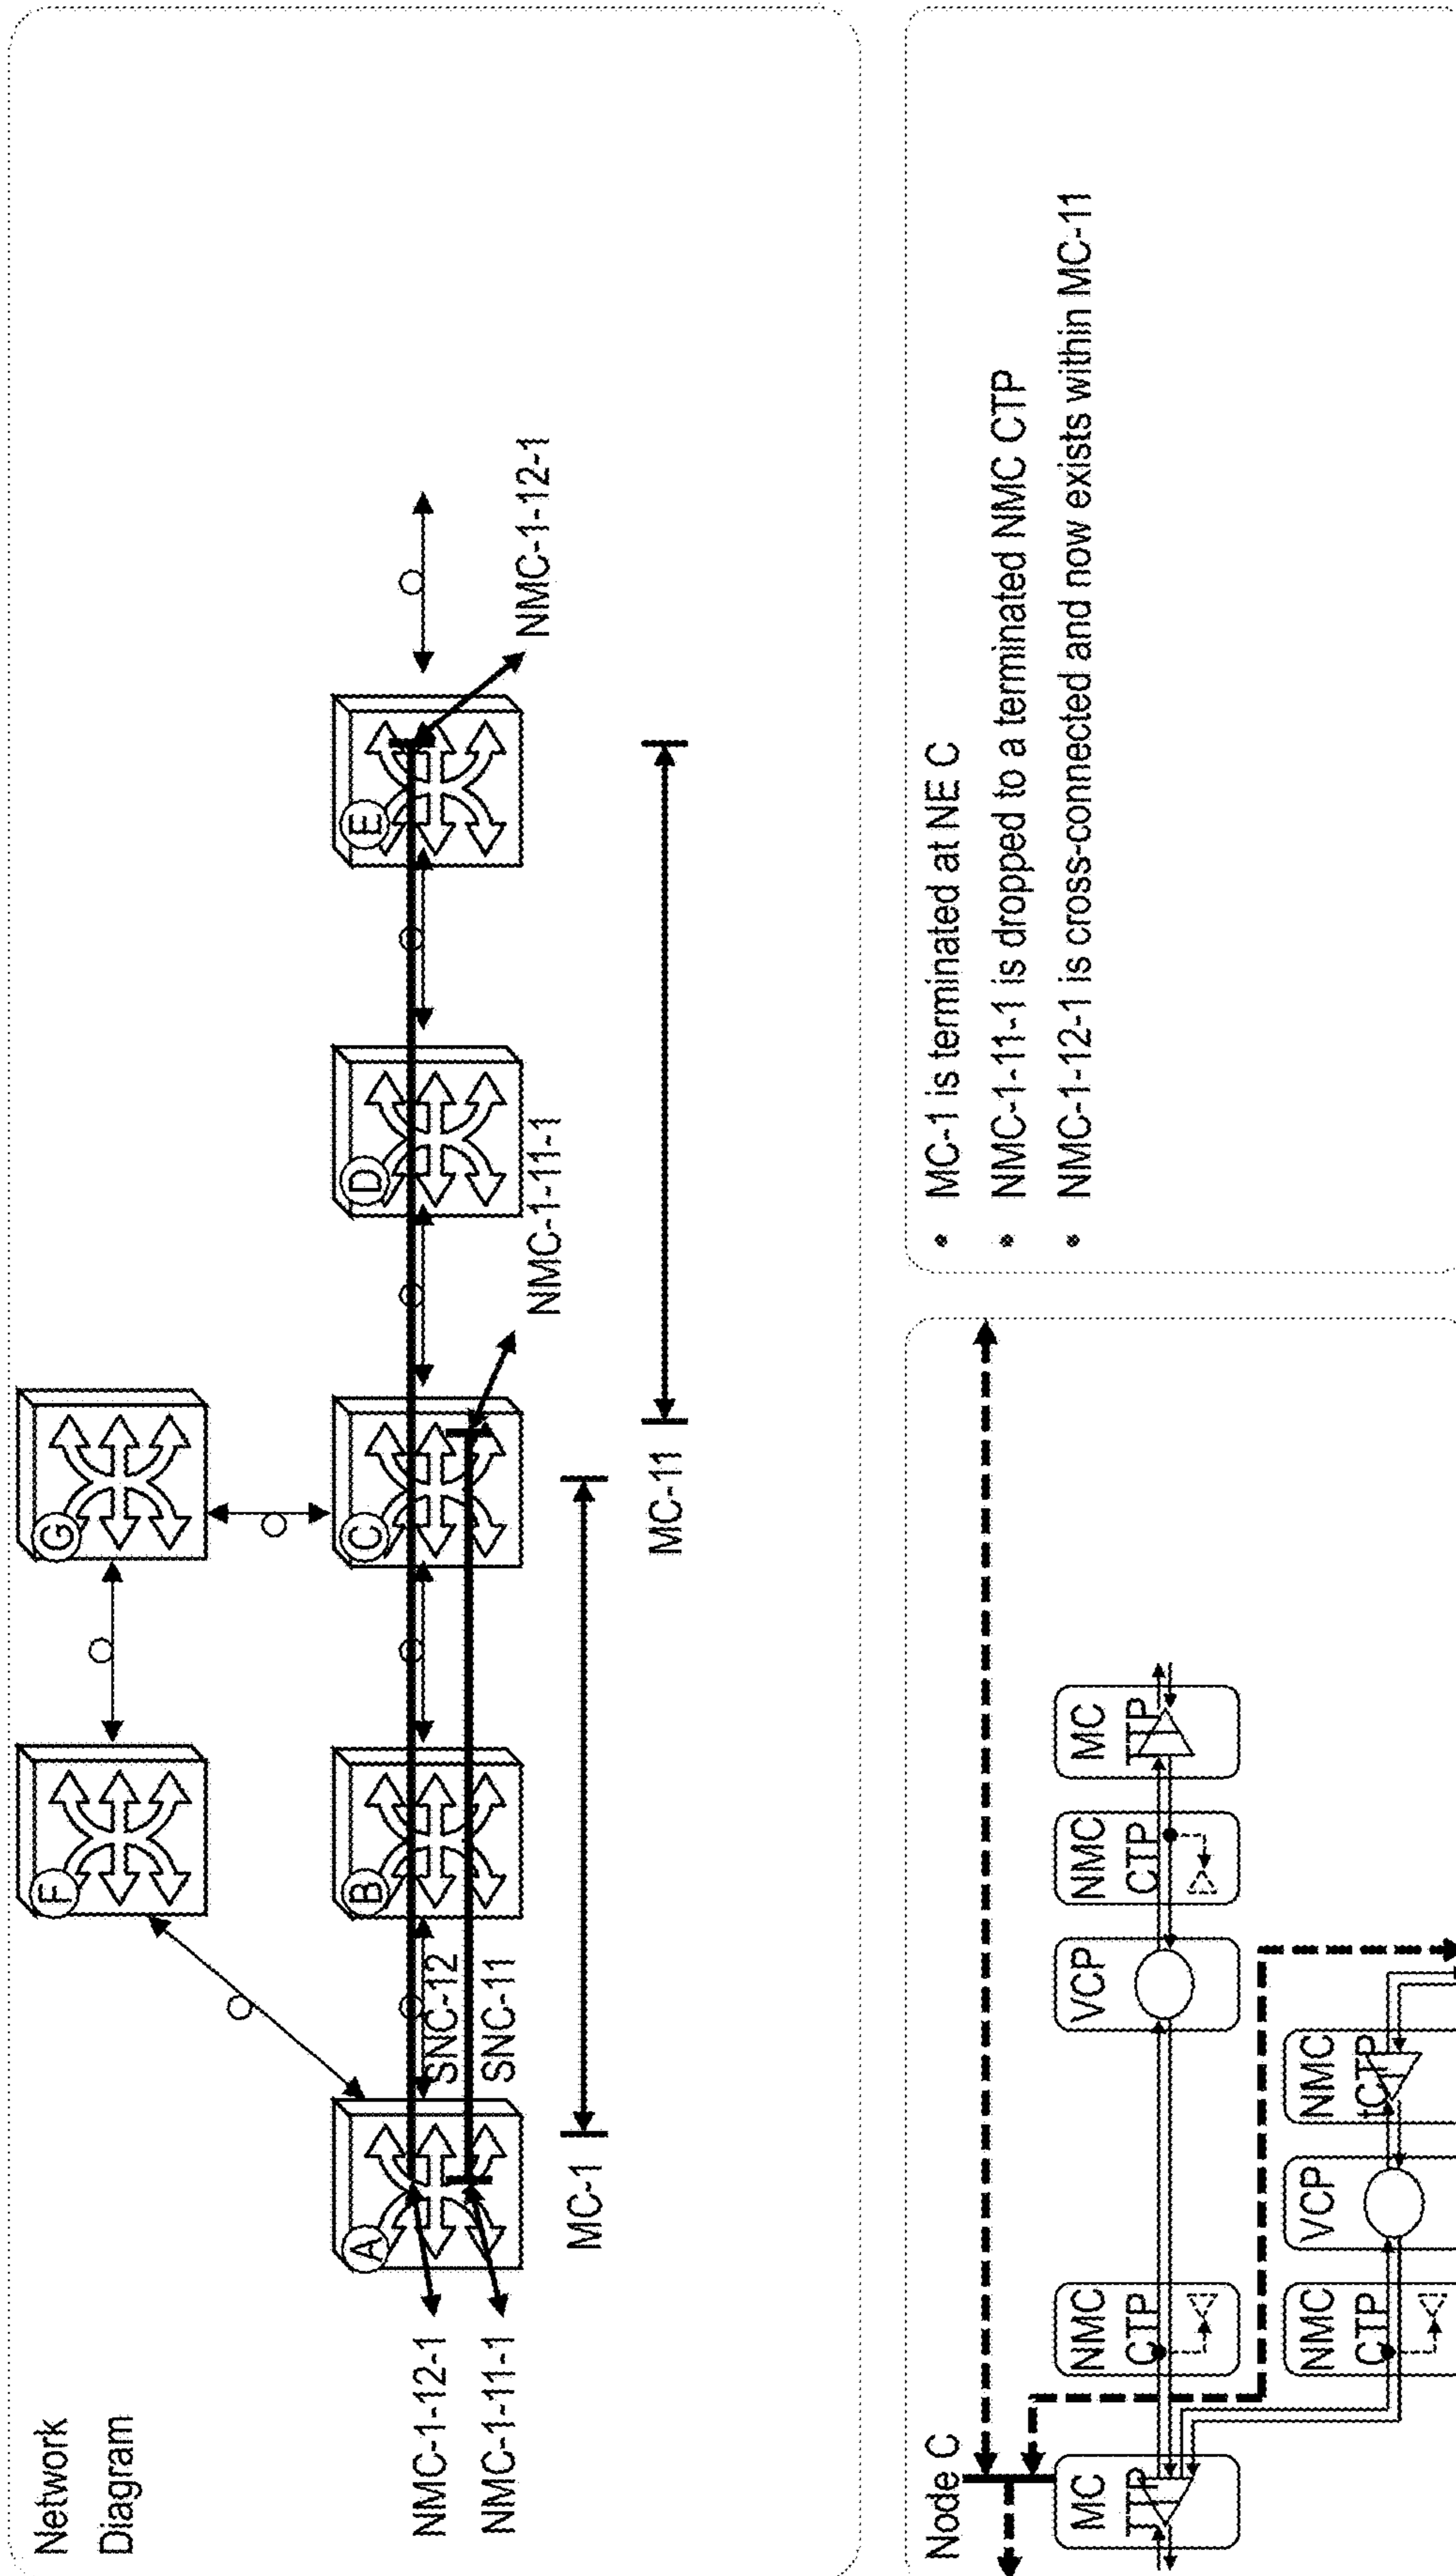 Network
Diagram
F
G
A
B
C
D
E
NMC-1-12-1
NMC-1-11-1
SNC-12
SNC-11
NMC-1-11-1
NMC-1-12-1
MC-1
MC-11
Node C
MC
TTP
NMC
CTP
VCP
NMC
CTP
MC
TTP
NMC
CTP
VCP
NMC
tCTP
• MC-1 is terminated at NE C
• NMC-1-11-1 is dropped to a terminated NMC CTP
• NMC-1-12-1 is cross-connected and now exists within MC-11